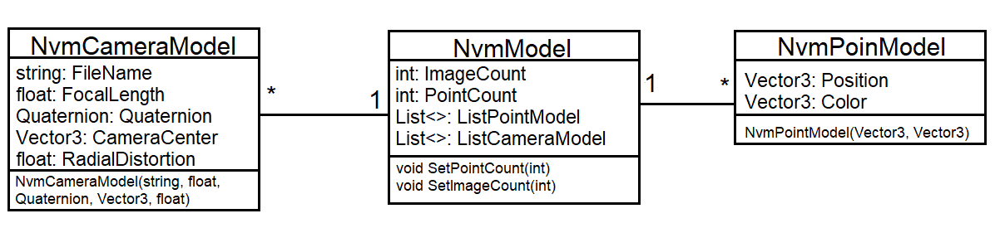 NvmCameraModel
string: FileName
float: FocalLength
Quaternion: Quaternion
Vector3: CameraCenter
float: RadialDistortion
NvmCameraModel(string, float,
Quaternion, Vector3, float)
*
1
NvmModel
int: ImageCount
int: PointCount
List<>: ListPointModel
List<>: ListCameraModel
void SetPointCount(int)
void SetImageCount(int)
1
*
NvmPoinModel
Vector3: Position
Vector3: Color
NvmPointModel(Vector3, Vector3)